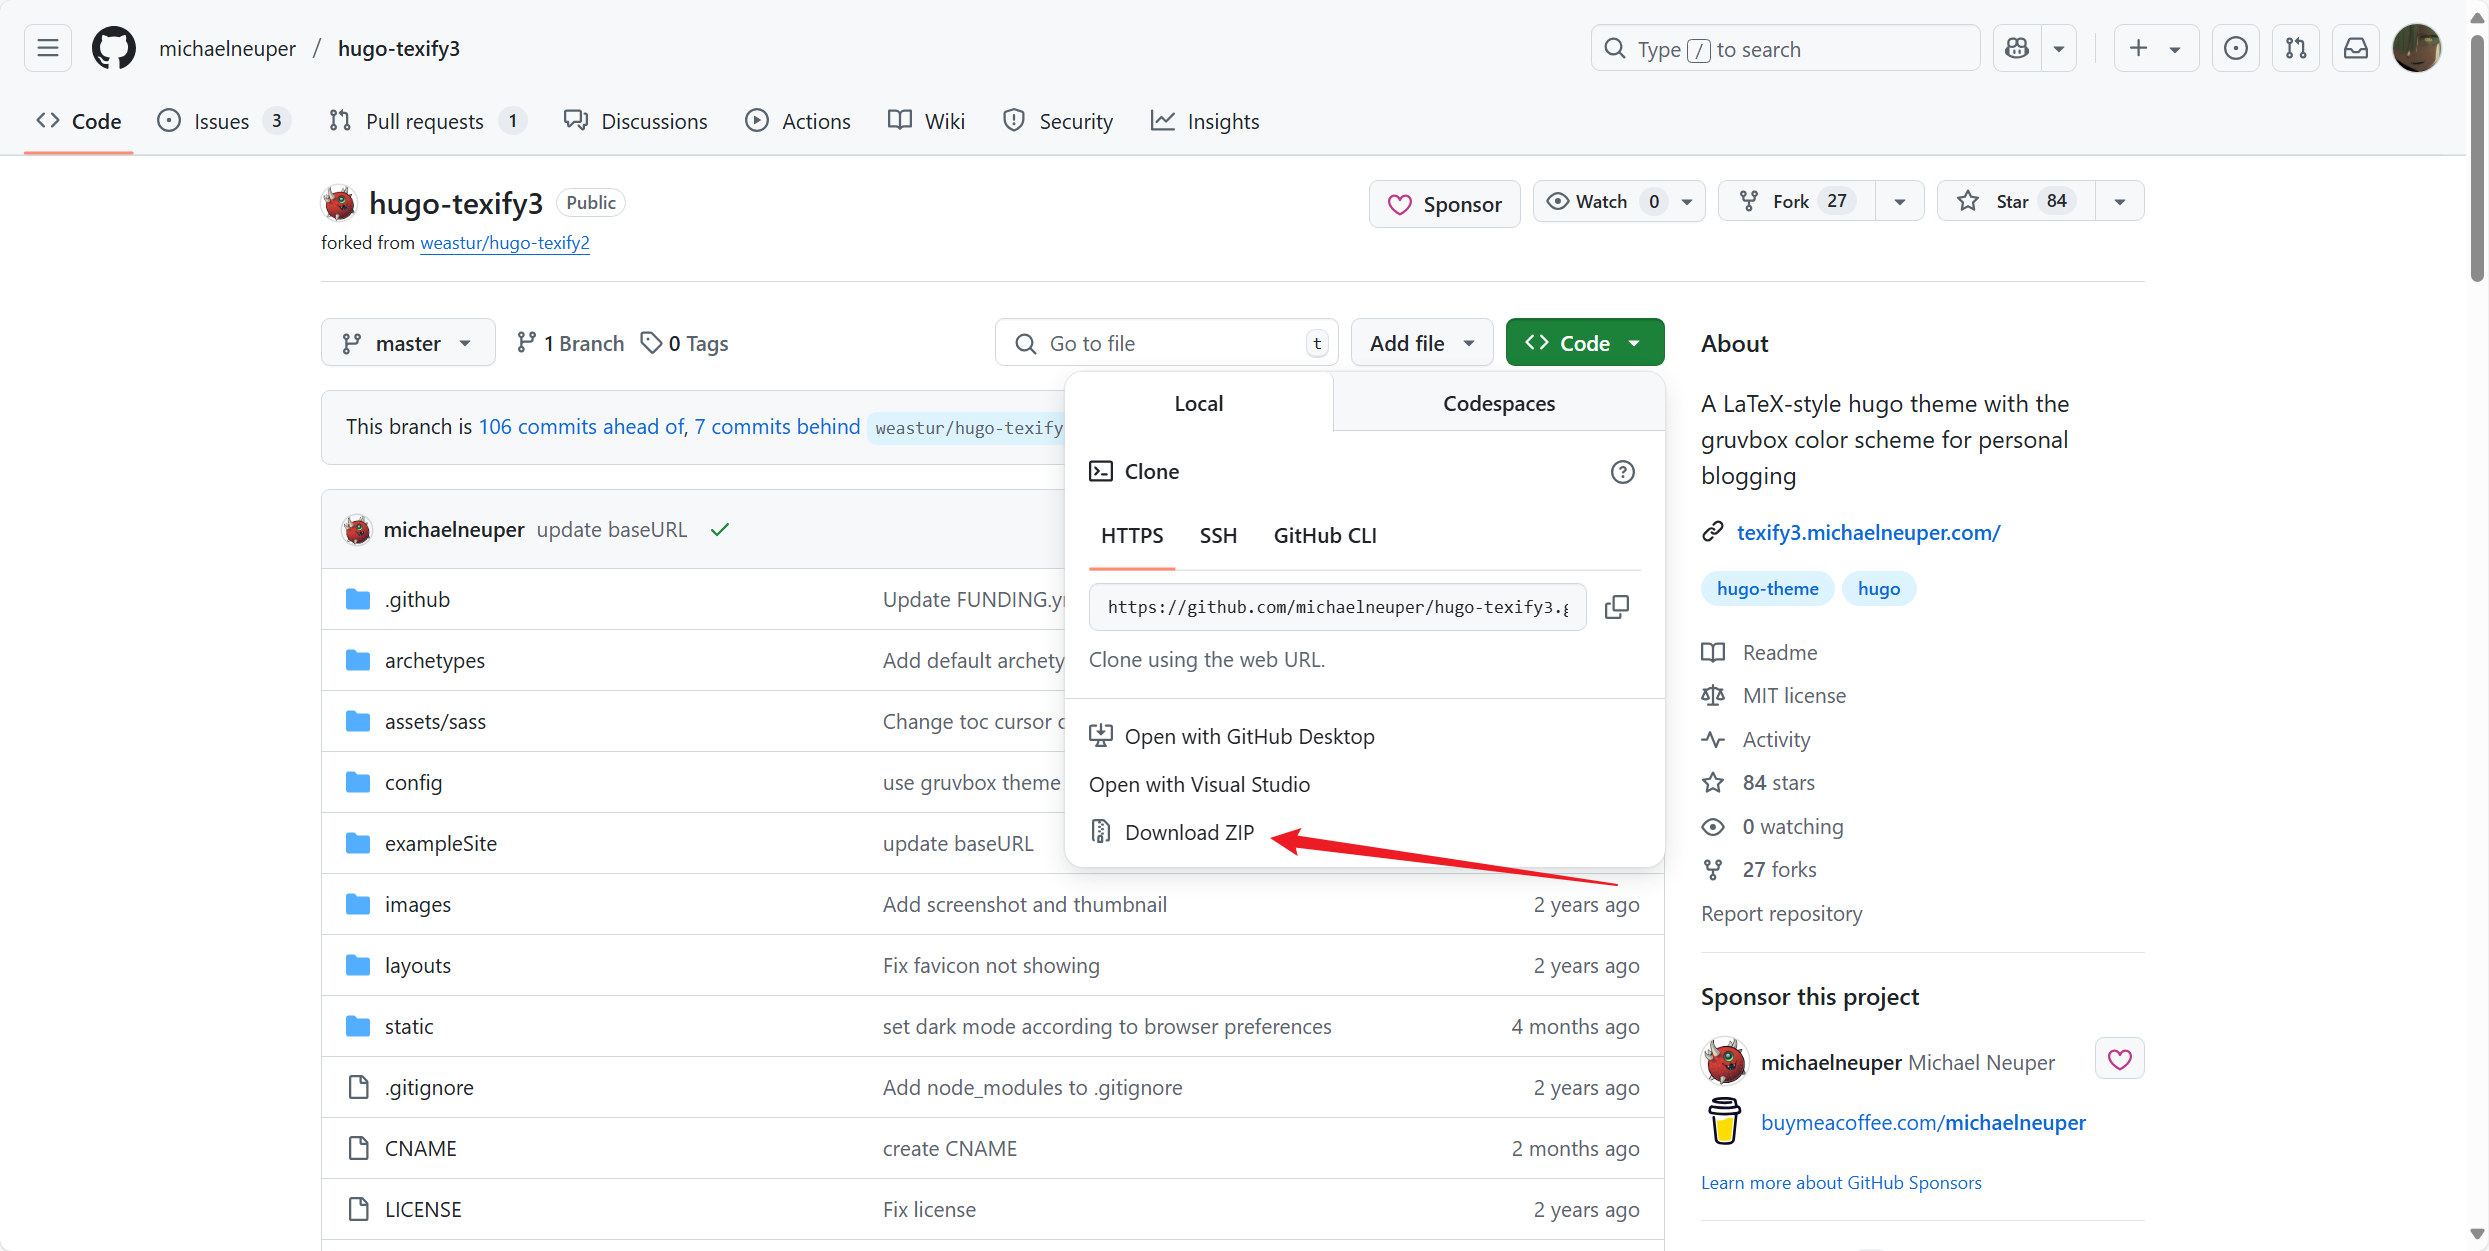 michaelneuper / hugo-texify3
Type / to search
Code
Issues 3
Pull requests 1
Discussions
Actions
Wiki
Security
Insights
hugo-texify3 Public
forked from weastur/hugo-texify2
Sponsor
Watch 0
Fork 27
Star 84
master
1 Branch
0 Tags
Go to file t
Add file
Code
This branch is 106 commits ahead of, 7 commits behind weastur/hugo-texify
michaelneuper update baseURL
.github Update FUNDING.y
archetypes Add default archety
assets/sass Change toc cursor
config use gruvbox theme
exampleSite update baseURL
images Add screenshot and thumbnail 2 years ago
layouts Fix favicon not showing 2 years ago
static set dark mode according to browser preferences 4 months ago
.gitignore Add node_modules to .gitignore 2 years ago
CNAME create CNAME 2 months ago
LICENSE Fix license 2 years ago
Local Codespaces
Clone
HTTPS SSH GitHub CLI
https://github.com/michaelneuper/hugo-texify3.g
Clone using the web URL.
Open with GitHub Desktop
Open with Visual Studio
Download ZIP
About
A LaTeX-style hugo theme with the
gruvbox color scheme for personal
blogging
texify3.michaelneuper.com/
hugo-theme hugo
Readme
MIT license
Activity
84 stars
0 watching
27 forks
Report repository
Sponsor this project
michaelneuper Michael Neuper
buymeacoffee.com/michaelneuper
Learn more about GitHub Sponsors